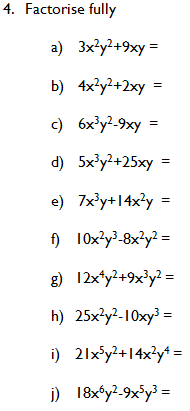 4. Factorise fully
a) 3x²y²+9xy =
b) 4x²y²+2xy =
c) 6x³y²-9xy =
d) 5x³y²+25xy =
e) 7x³y+14x²y =
f) 10x²y³-8x²y² =
g) 12x⁴y²+9x³y² =
h) 25x²y²-10xy³ =
i) 21x⁵y²+14x²y⁴ =
j) 18x⁶y²-9x⁵y³ =